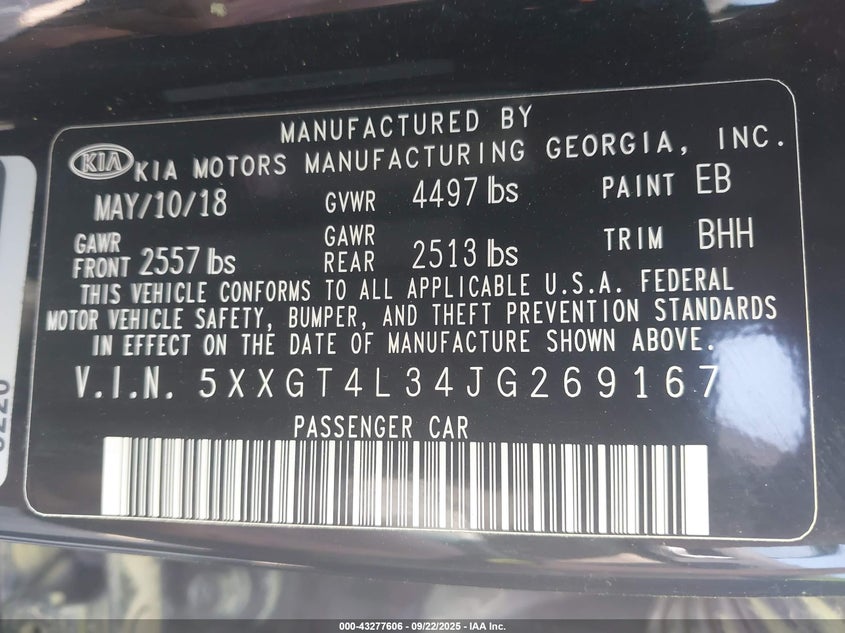 MANUFACTURED BY
KIA KIA MOTORS MANUFACTURING GEORGIA, INC.
MAY/10/18 GVWR 4497 lbs PAINT EB
GAWR FRONT 2557 lbs GAWR REAR 2513 lbs TRIM BHH
THIS VEHICLE CONFORMS TO ALL APPLICABLE U.S.A. FEDERAL
MOTOR VEHICLE SAFETY, BUMPER, AND THEFT PREVENTION STANDARDS
IN EFFECT ON THE DATE OF MANUFACTURE SHOWN ABOVE.
V.I.N. 5XXGT4L34JG269167
PASSENGER CAR
000-43277606 - 09/22/2025 - IAA Inc.